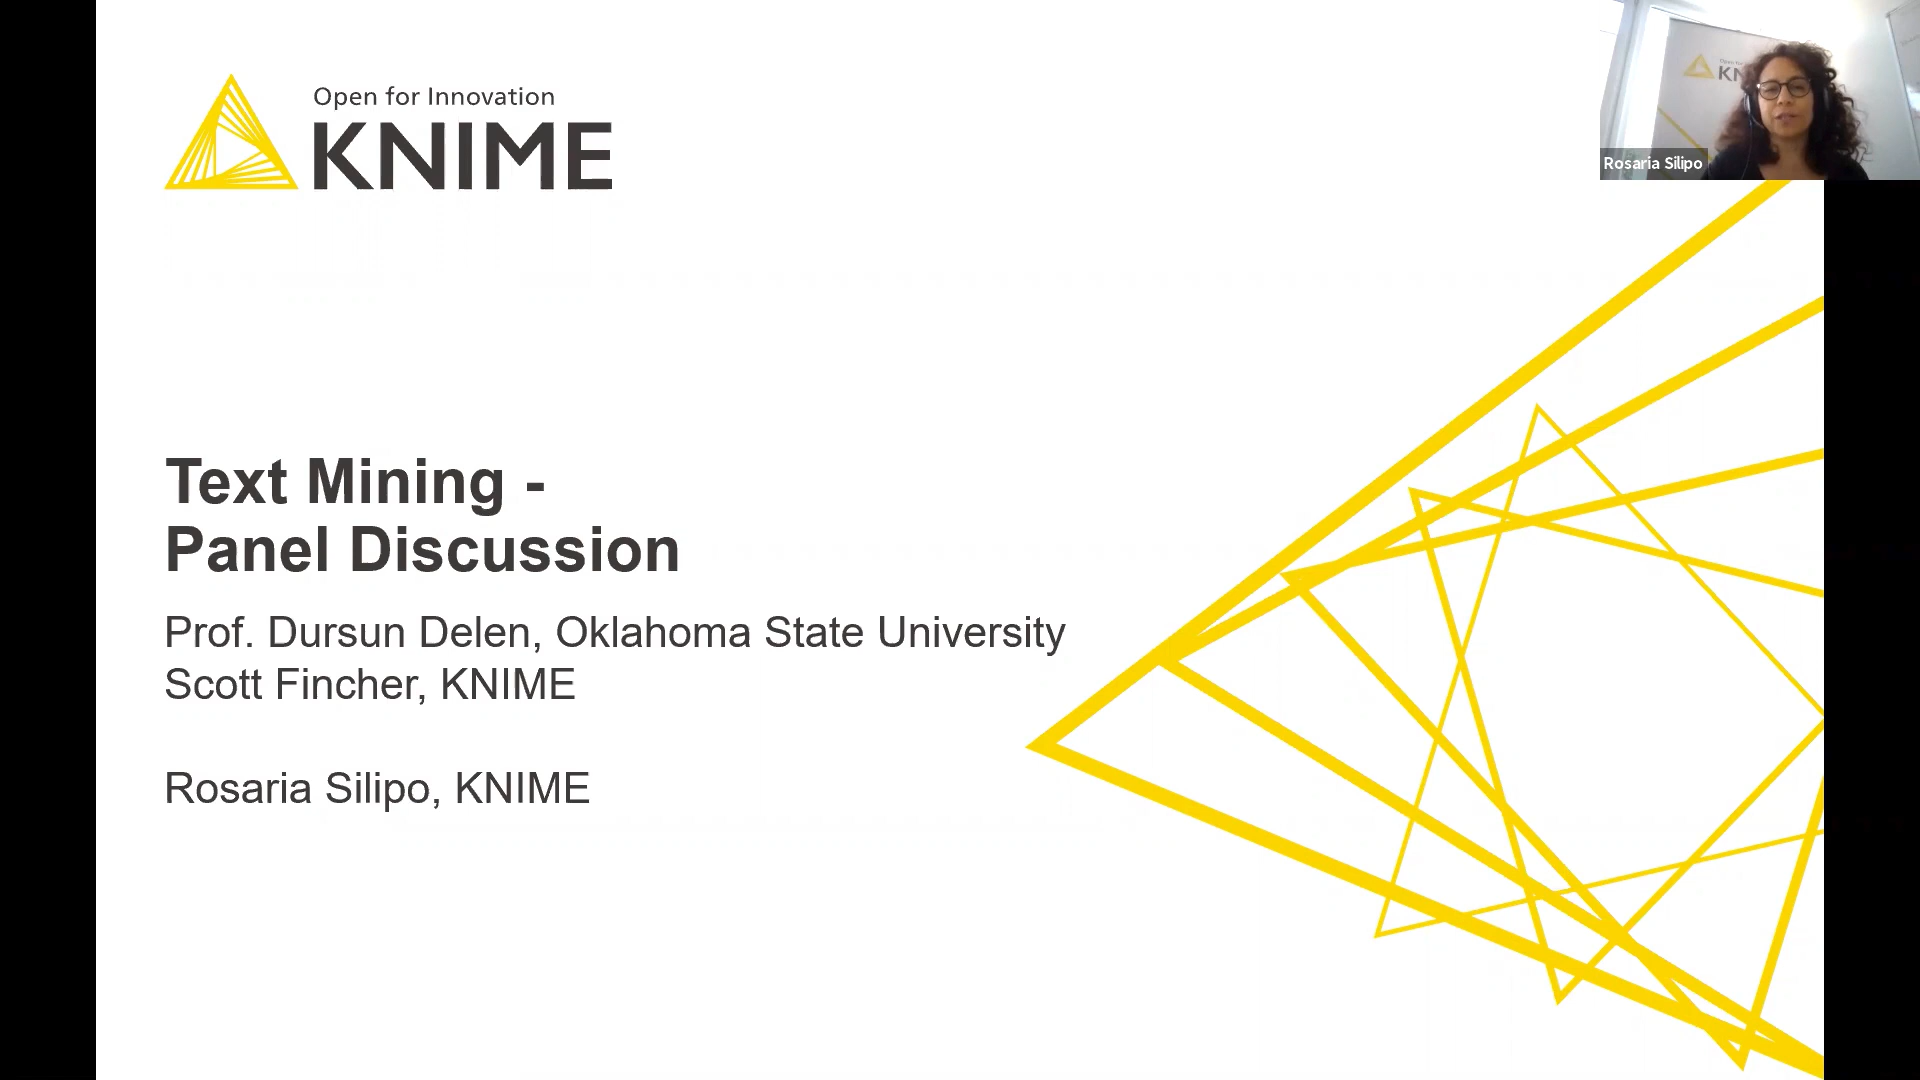 Open for Innovation
KNIME
KN
Rosaria Silipo
Text Mining -
Panel Discussion
Prof. Dursun Delen, Oklahoma State University
Scott Fincher, KNIME
Rosaria Silipo, KNIME